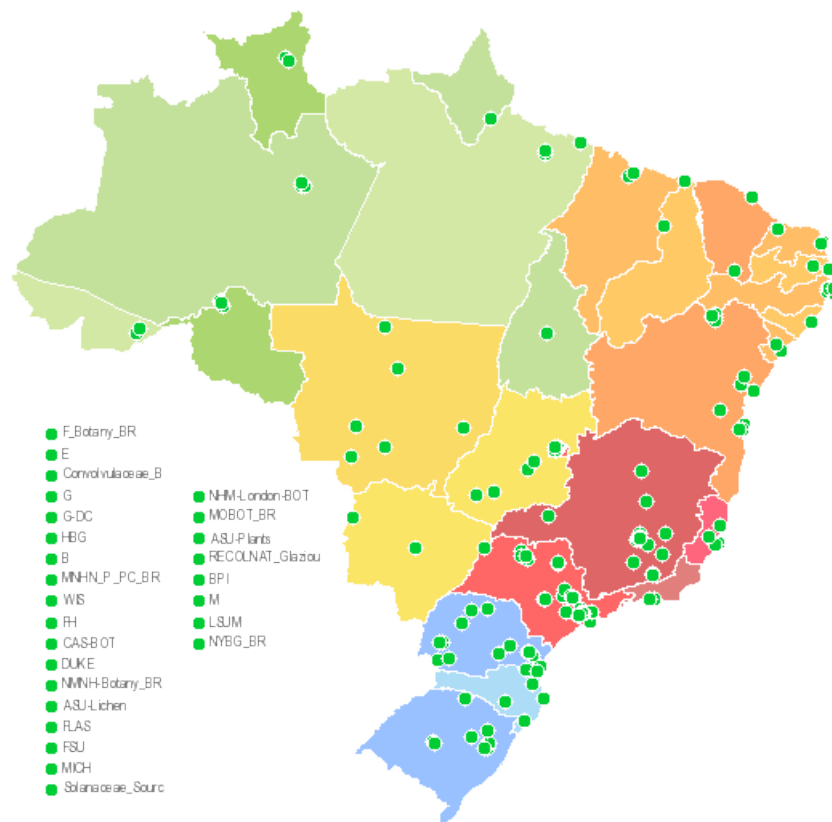 F_Botany_BR
E
Convolvulaceae_B
G
G-DC
HBG
B
MNHN_P_PC_BR
WIS
FH
CAS-BOT
DUKE
NMNH-Botany_BR
ASU-Lichen
FLAS
FSU
MICH
Solanaceae_Sourc
NHM-London-BOT
MOBOT_BR
ASU-Plants
RECOLNAT_Glaziou
BPI
M
LSUM
NYBG_BR